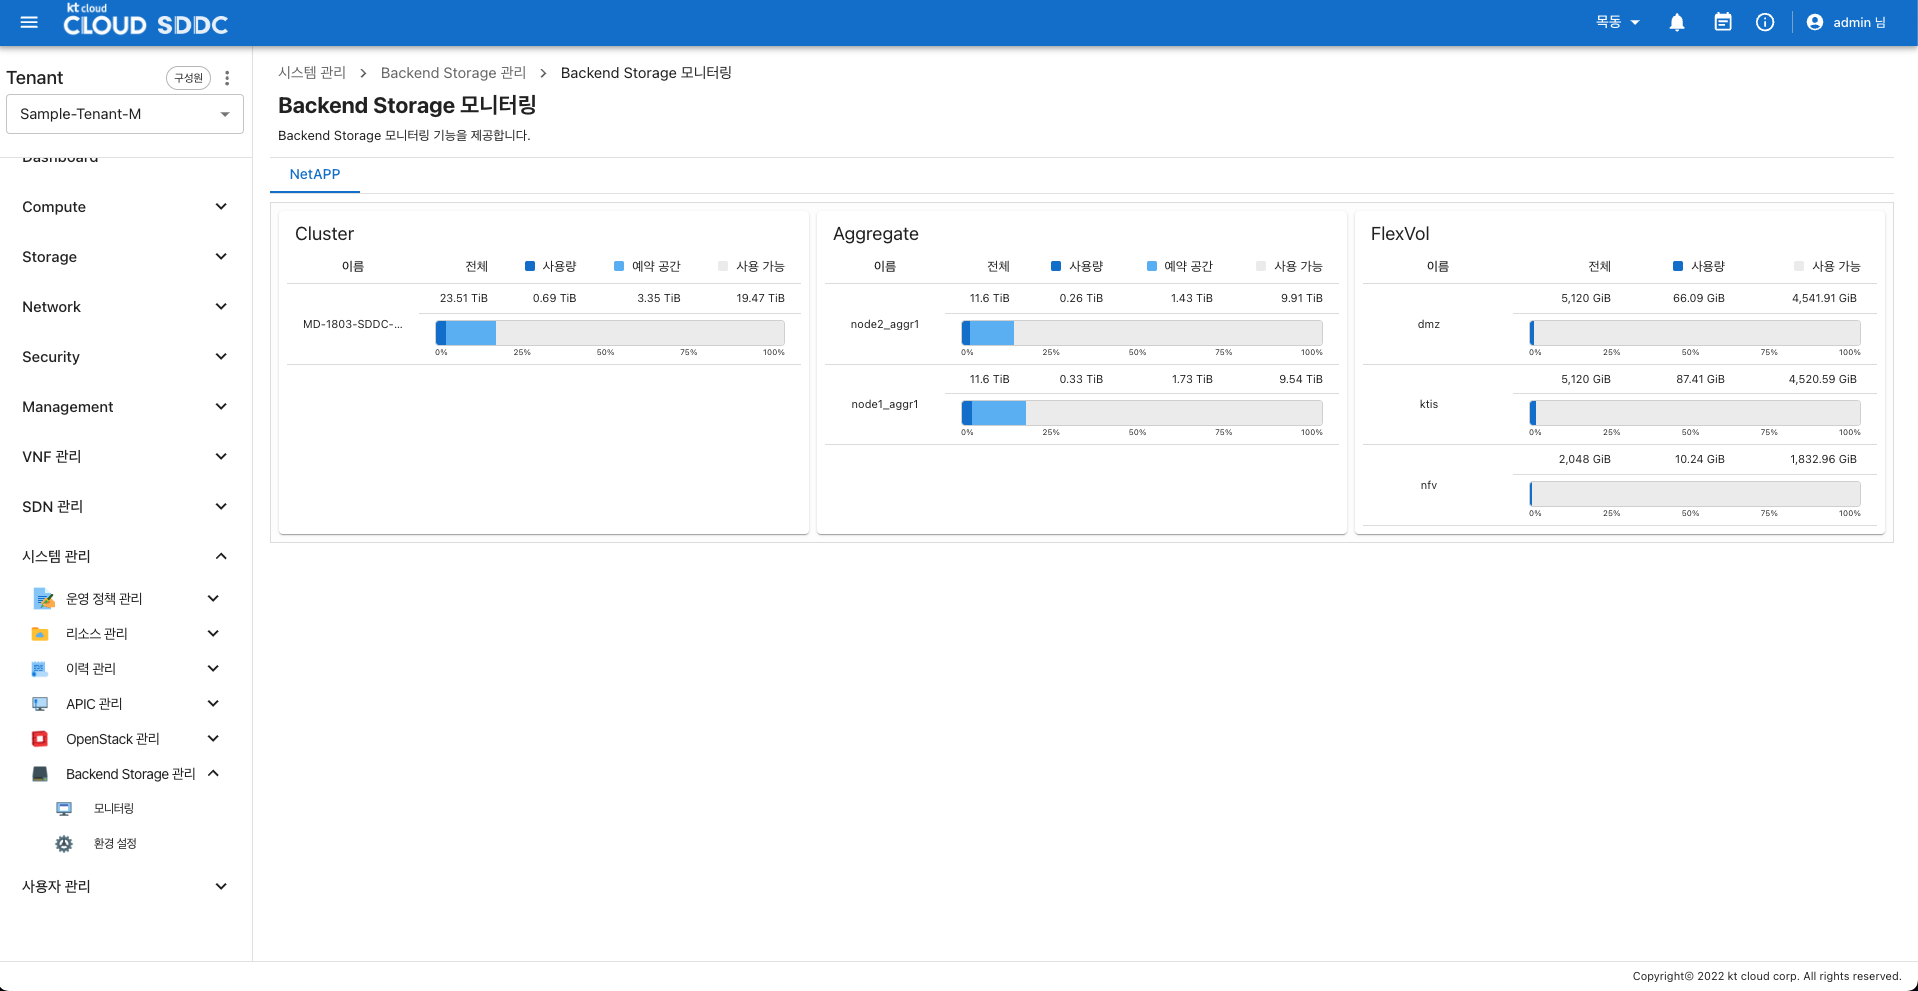 kt cloud
CLOUD SDDC
목동
admin 님
Tenant
구성원
Sample-Tenant-M
Dashboard
Compute
Storage
Network
Security
Management
VNF 관리
SDN 관리
시스템 관리
운영 정책 관리
리소스 관리
이력 관리
APIC 관리
OpenStack 관리
Backend Storage 관리
모니터링
환경 설정
사용자 관리
시스템 관리 > Backend Storage 관리 > Backend Storage 모니터링
Backend Storage 모니터링
Backend Storage 모니터링 기능을 제공합니다.
NetAPP
Cluster
이름 전체 사용량 예약 공간 사용 가능
23.51 TiB 0.69 TiB 3.35 TiB 19.47 TiB
MD-1803-SDDC-...
0% 25% 50% 75% 100%
Aggregate
이름 전체 사용량 예약 공간 사용 가능
11.6 TiB 0.26 TiB 1.43 TiB 9.91 TiB
node2_aggr1
0% 25% 50% 75% 100%
11.6 TiB 0.33 TiB 1.73 TiB 9.54 TiB
node1_aggr1
0% 25% 50% 75% 100%
FlexVol
이름 전체 사용량 사용 가능
5,120 GiB 66.09 GiB 4,541.91 GiB
dmz
0% 25% 50% 75% 100%
5,120 GiB 87.41 GiB 4,520.59 GiB
ktis
0% 25% 50% 75% 100%
2,048 GiB 10.24 GiB 1,832.96 GiB
nfv
0% 25% 50% 75% 100%
Copyright© 2022 kt cloud corp. All rights reserved.